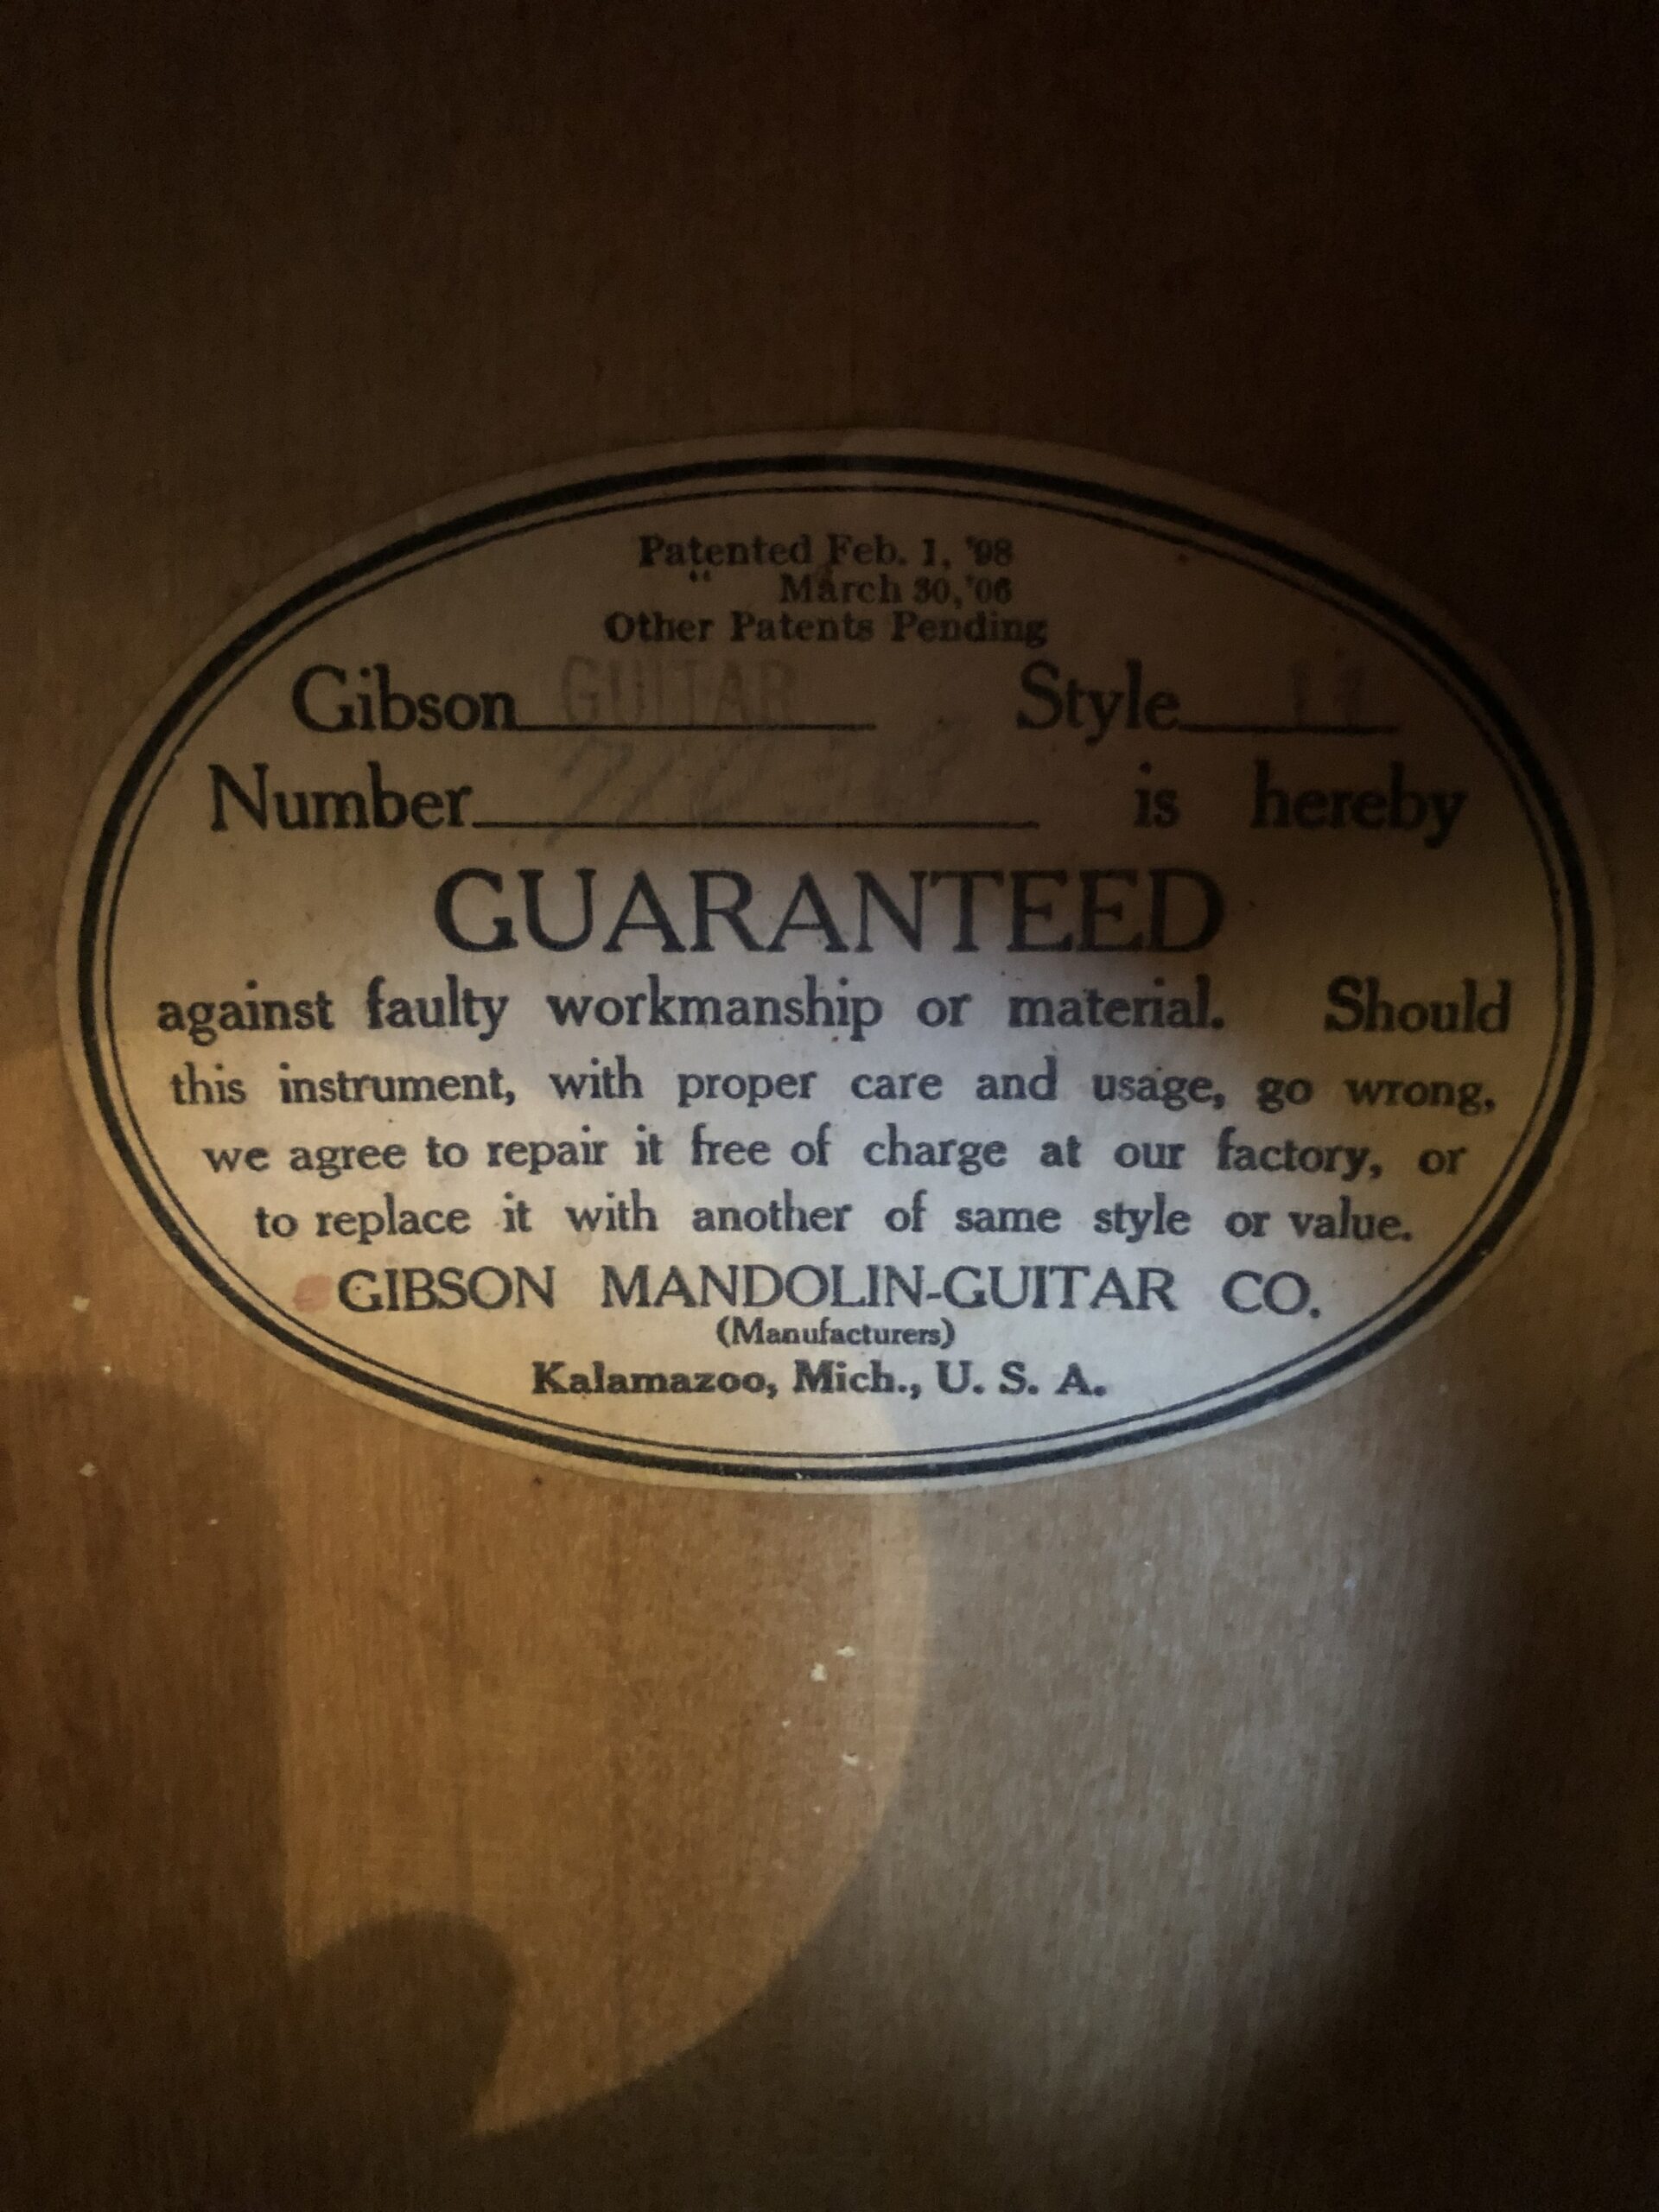 Patented Feb. 1, '98
" March 30, '06
Other Patents Pending
Gibson GUITAR Style
Number is hereby
GUARANTEED
against faulty workmanship or material. Should
this instrument, with proper care and usage, go wrong,
we agree to repair it free of charge at our factory, or
to replace it with another of same style or value.
GIBSON MANDOLIN-GUITAR CO.
(Manufacturers)
Kalamazoo, Mich., U. S. A.